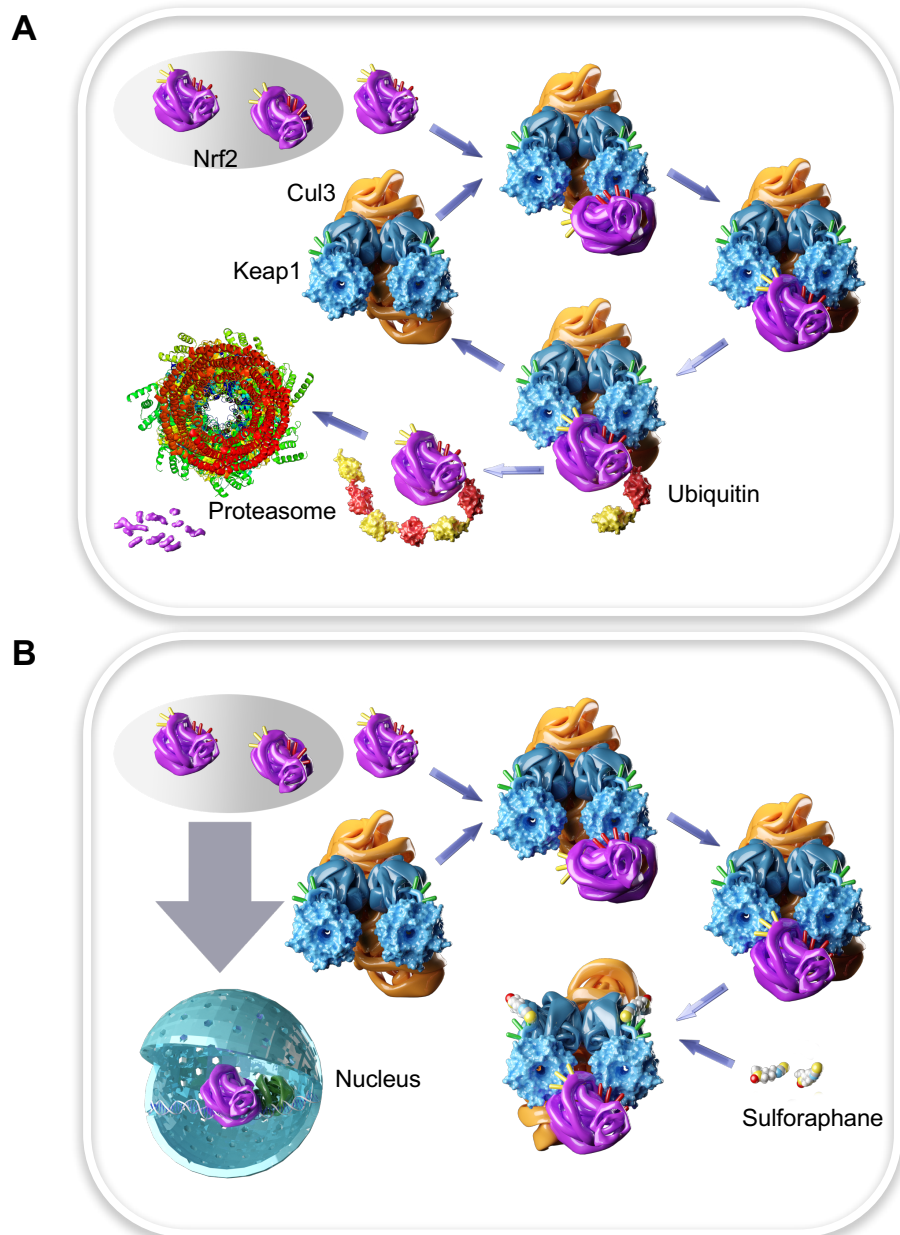 A
Nrf2
Cul3
Keap1
Proteasome
Ubiquitin
B
Nucleus
Sulforaphane